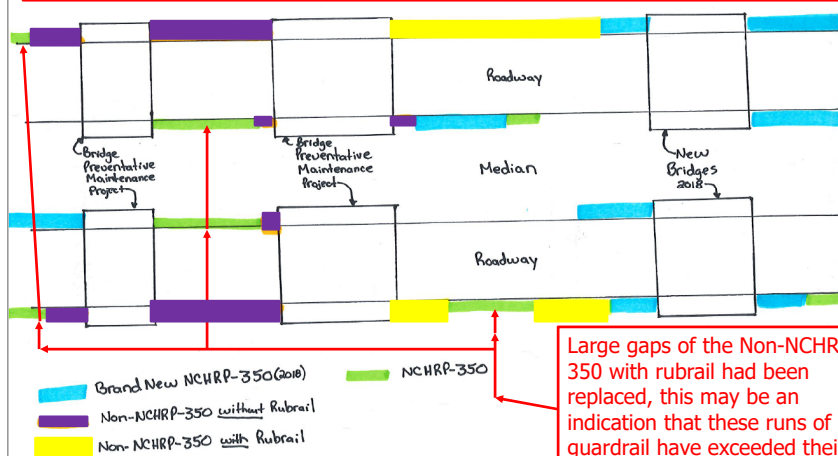 Roadway
Bridge
Preventative
Maintenance
Project
Bridge
Preventative
Maintenance
Project
Median
New
Bridges
2018
Roadway
Brand New NCHRP-350 (2018)
NCHRP-350
Non-NCHRP-350 without Rubrail
Non-NCHRP-350 with Rubrail
Large gaps of the Non-NCHR
350 with rubrail had been
replaced, this may be an
indication that these runs of
guardrail have exceeded thei